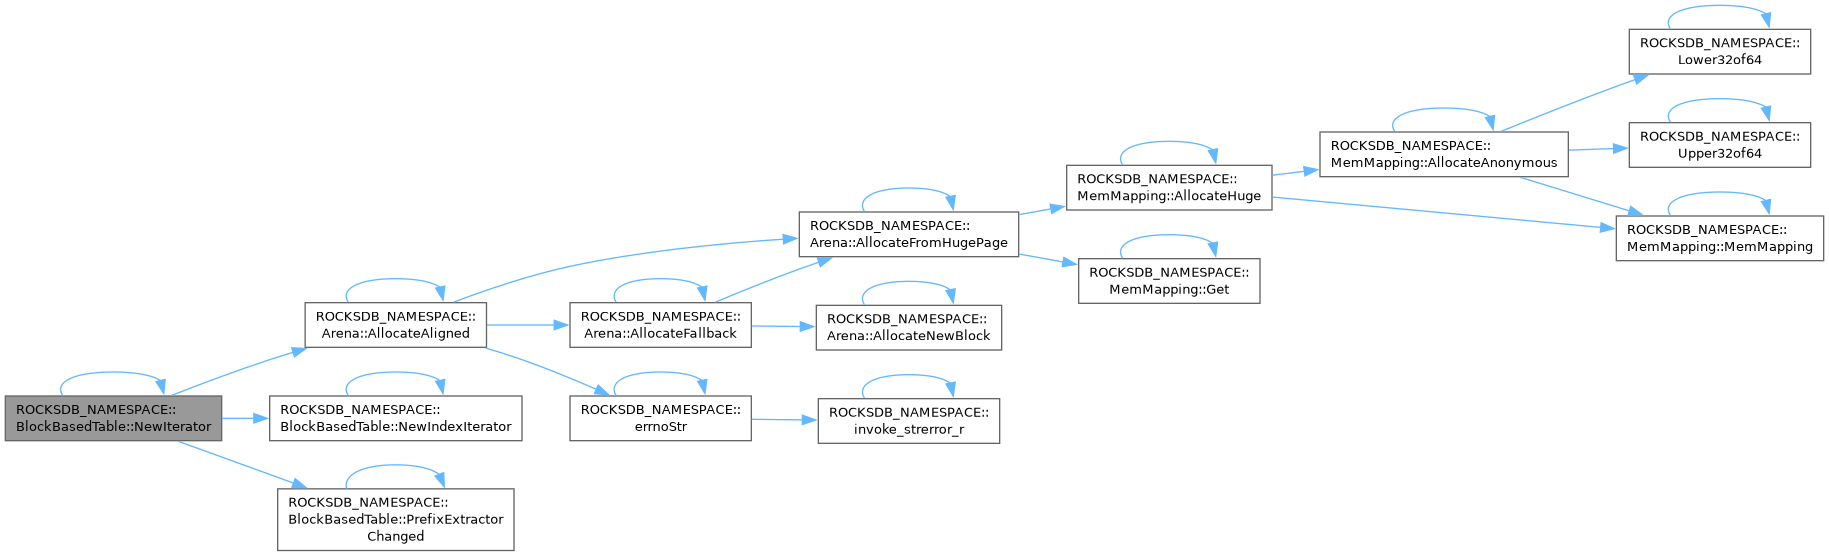 ROCKSDB_NAMESPACE::
BlockBasedTable::NewIterator
ROCKSDB_NAMESPACE::
Arena::AllocateAligned
ROCKSDB_NAMESPACE::
BlockBasedTable::NewIndexIterator
ROCKSDB_NAMESPACE::
BlockBasedTable::PrefixExtractor
Changed
ROCKSDB_NAMESPACE::
Arena::AllocateFallback
ROCKSDB_NAMESPACE::
errnoStr
ROCKSDB_NAMESPACE::
Arena::AllocateFromHugePage
ROCKSDB_NAMESPACE::
Arena::AllocateNewBlock
ROCKSDB_NAMESPACE::
invoke_strerror_r
ROCKSDB_NAMESPACE::
MemMapping::AllocateHuge
ROCKSDB_NAMESPACE::
MemMapping::Get
ROCKSDB_NAMESPACE::
MemMapping::AllocateAnonymous
ROCKSDB_NAMESPACE::
Lower32of64
ROCKSDB_NAMESPACE::
Upper32of64
ROCKSDB_NAMESPACE::
MemMapping::MemMapping